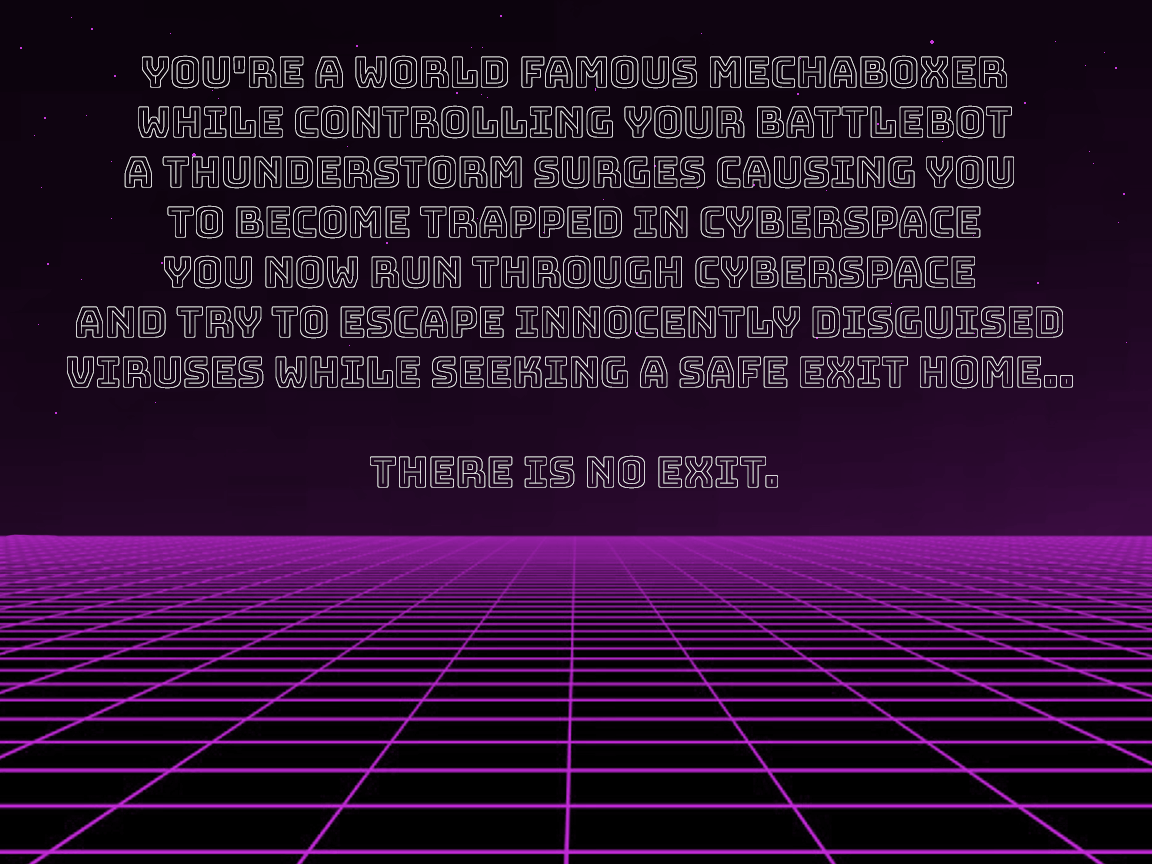 YOU'RE A WORLD FAMOUS MECHABOXER
WHILE CONTROLLING YOUR BATTLEBOT
A THUNDERSTORM SURGES CAUSING YOU
TO BECOME TRAPPED IN CYBERSPACE
YOU NOW RUN THROUGH CYBERSPACE
AND TRY TO ESCAPE INNOCENTLY DISGUISED
VIRUSES WHILE SEEKING A SAFE EXIT HOME..
THERE IS NO EXIT.